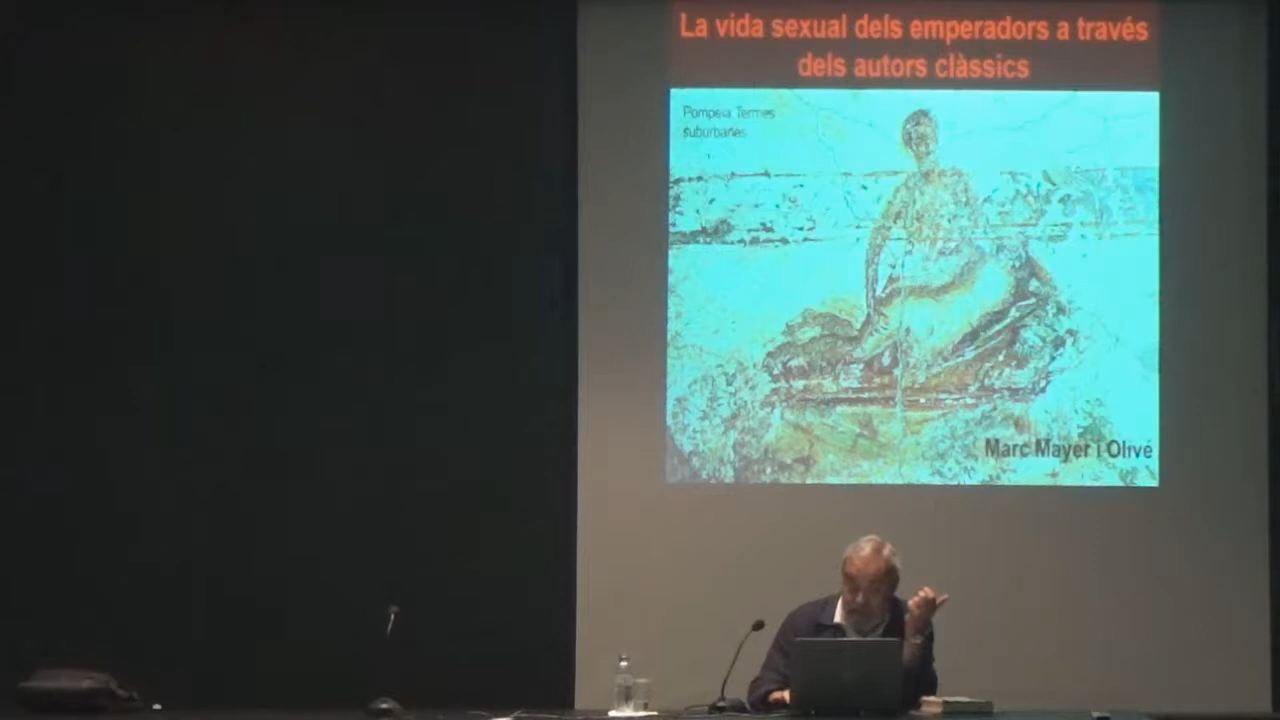 La vida sexual dels emperadors a través
dels autors clàssics
Pompeia. Termes
suburbanes
Marc Mayer i Olivé